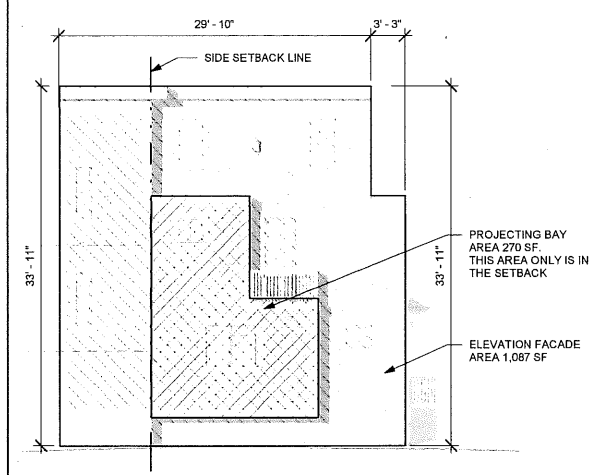 29' - 10"
3' - 3"
SIDE SETBACK LINE
33' - 11"
33' - 11"
PROJECTING BAY
AREA 270 SF.
THIS AREA ONLY IS IN
THE SETBACK
ELEVATION FACADE
AREA 1,087 SF